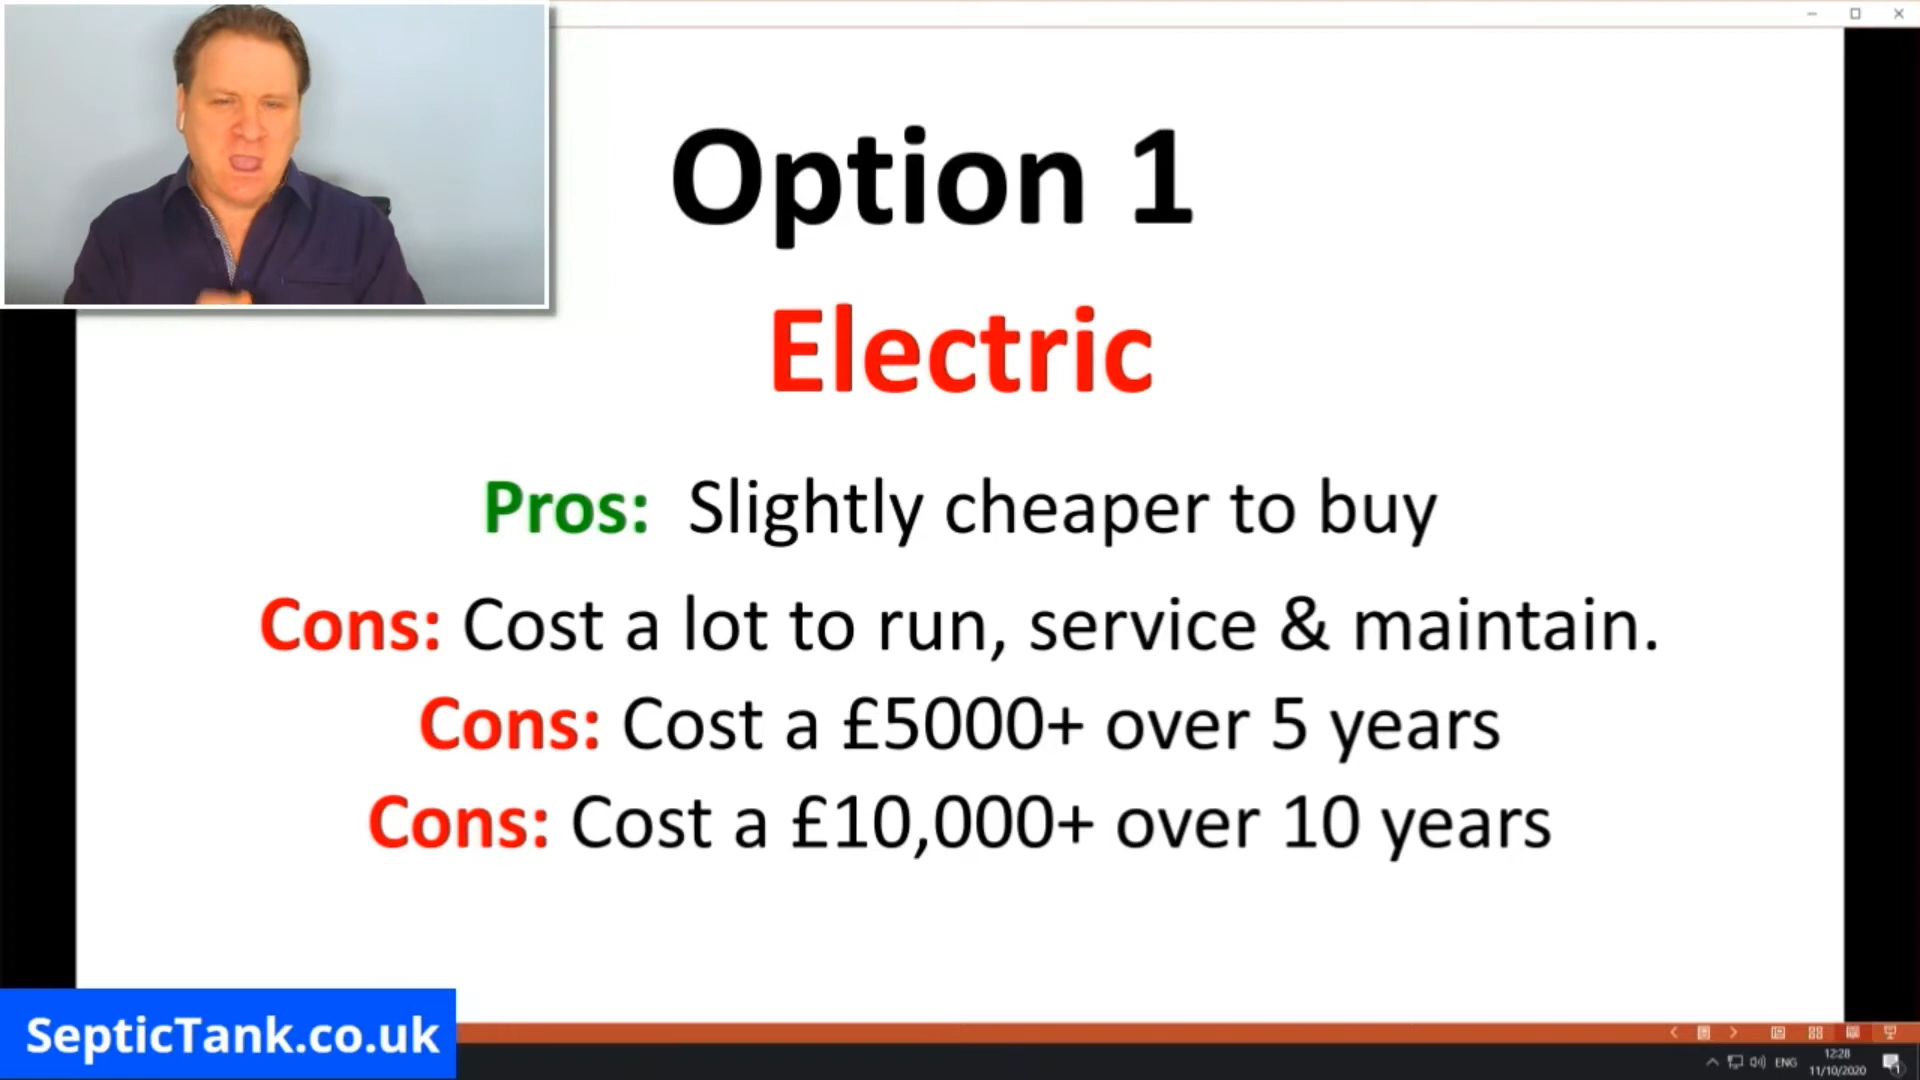 Option 1
Electric
Pros: Slightly cheaper to buy
Cons: Cost a lot to run, service & maintain.
Cons: Cost a £5000+ over 5 years
Cons: Cost a £10,000+ over 10 years
SepticTank.co.uk
ENG
12:28
11/10/2020
1